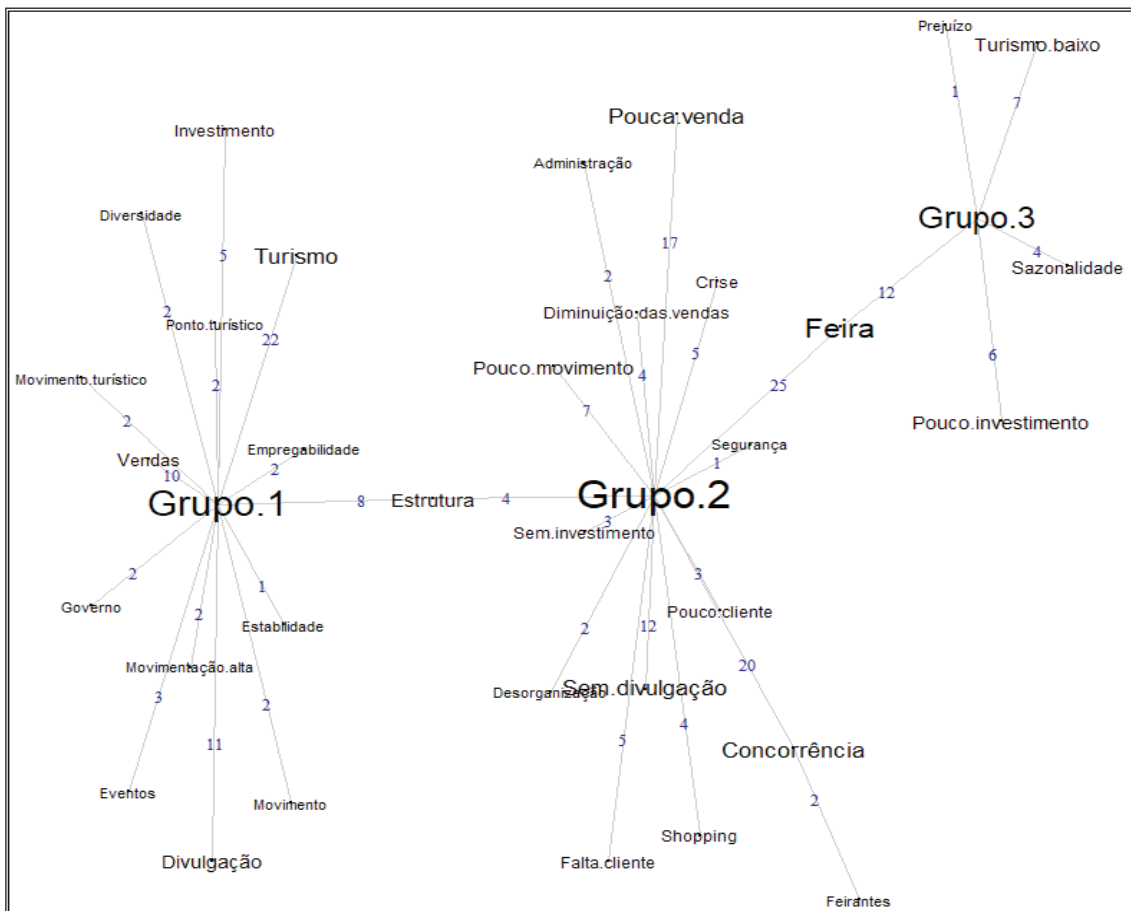 Prejuízo
Turismo.baixo
1
7
Pouca.venda
Investimento
Administração
Diversidade
Grupo.3
17
5
Turismo
4
Sazonalidade
2
Crise
12
2
Diminuição.das.vendas
Ponto.turístico
Feira
22
5
6
Pouco.movimento
4
Movimento.turístico
2
25
7
2
Pouco.investimento
Segurança
Empregabilidade
Vendas
2
1
10
Grupo.1
8
Estrutura
4
Grupo.2
3
Sem.investimento
2
3
1
Governo
2
Pouco.cliente
Estabilidade
2
12
Movimentação.alta
20
Desorganização
Sem.divulgação
3
2
4
5
11
Concorrência
Eventos
Movimento
2
Shopping
Divulgação
Falta.cliente
Feirantes